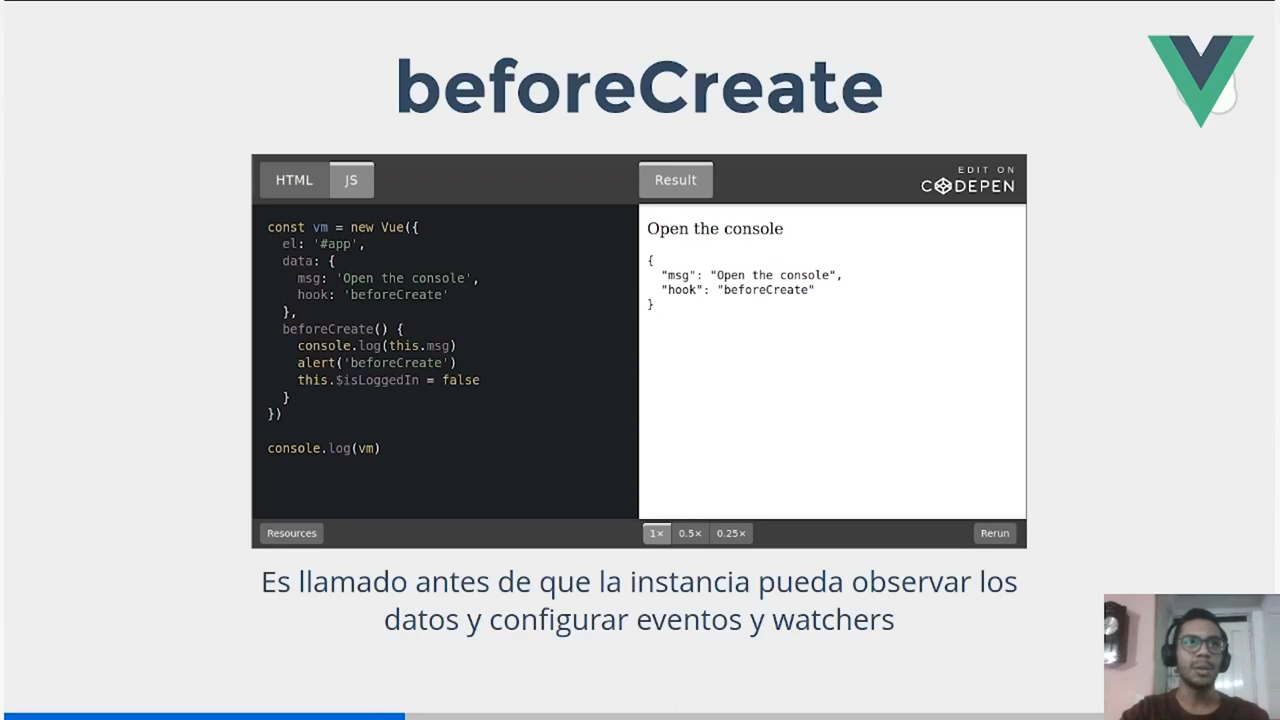 beforeCreate
HTML
JS
Result
EDIT ON
CODEPEN
const vm = new Vue({
el: '#app',
data: {
msg: 'Open the console',
hook: 'beforeCreate'
},
beforeCreate() {
console.log(this.msg)
alert('beforeCreate')
this.$isLoggedIn = false
}
})
console.log(vm)
Open the console
{
"msg": "Open the console",
"hook": "beforeCreate"
}
Resources
1×
0.5×
0.25×
Rerun
Es llamado antes de que la instancia pueda observar los
datos y configurar eventos y watchers